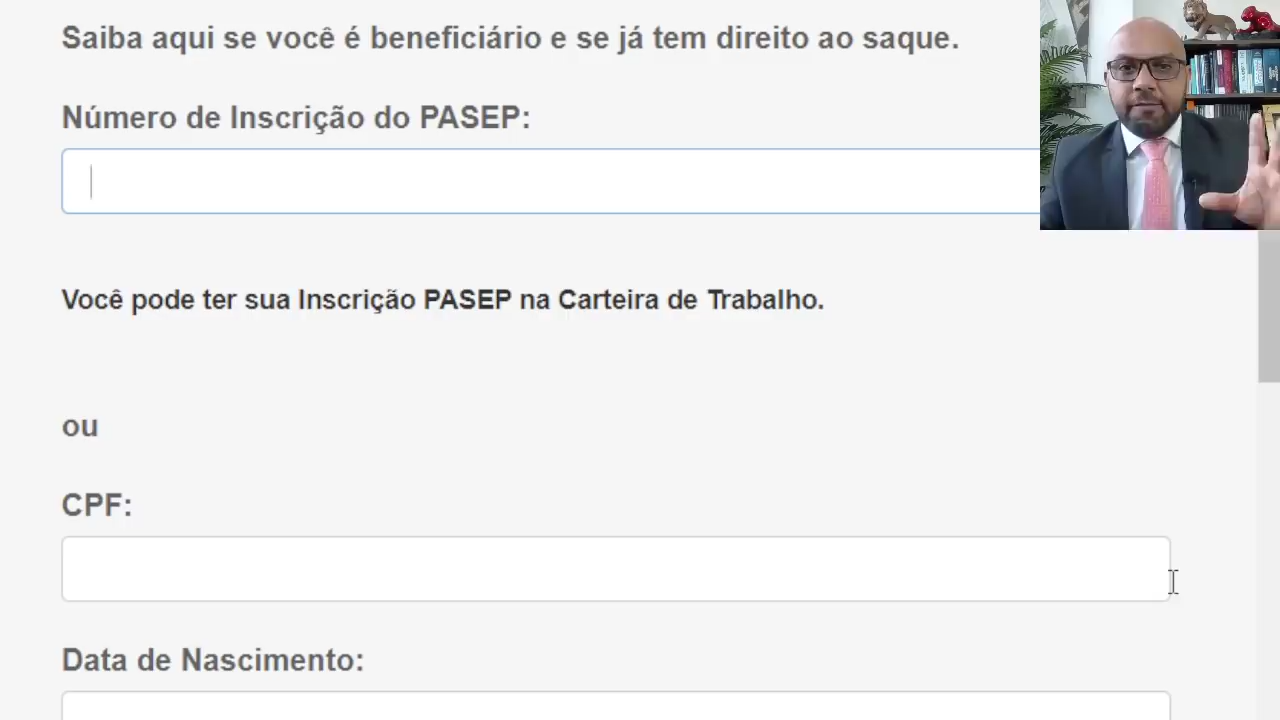 Saiba aqui se você é beneficiário e se já tem direito ao saque.
Número de Inscrição do PASEP:
Você pode ter sua Inscrição PASEP na Carteira de Trabalho.
ou
CPF:
Data de Nascimento: